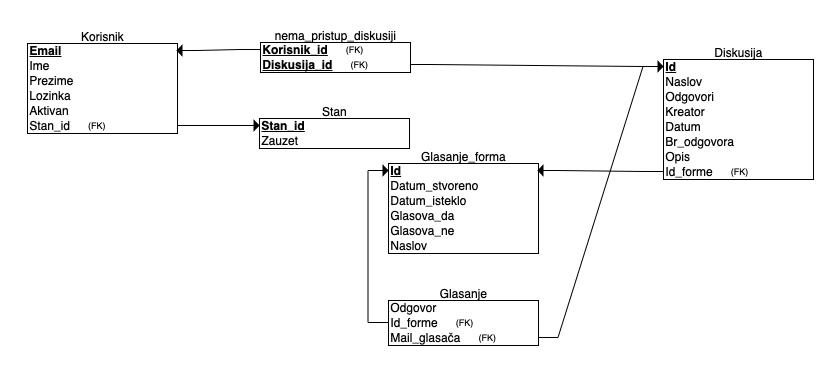 Korisnik
Email
Ime
Prezime
Lozinka
Aktivan
Stan_id (FK)
nema_pristup_diskusiji
Korisnik_id (FK)
Diskusija_id (FK)
Stan
Stan_id
Zauzet
Diskusija
Id
Naslov
Odgovori
Kreator
Datum
Br_odgovora
Opis
Id_forme (FK)
Glasanje_forma
Id
Datum_stvoreno
Datum_isteklo
Glasova_da
Glasova_ne
Naslov
Glasanje
Odgovor
Id_forme (FK)
Mail_glasača (FK)